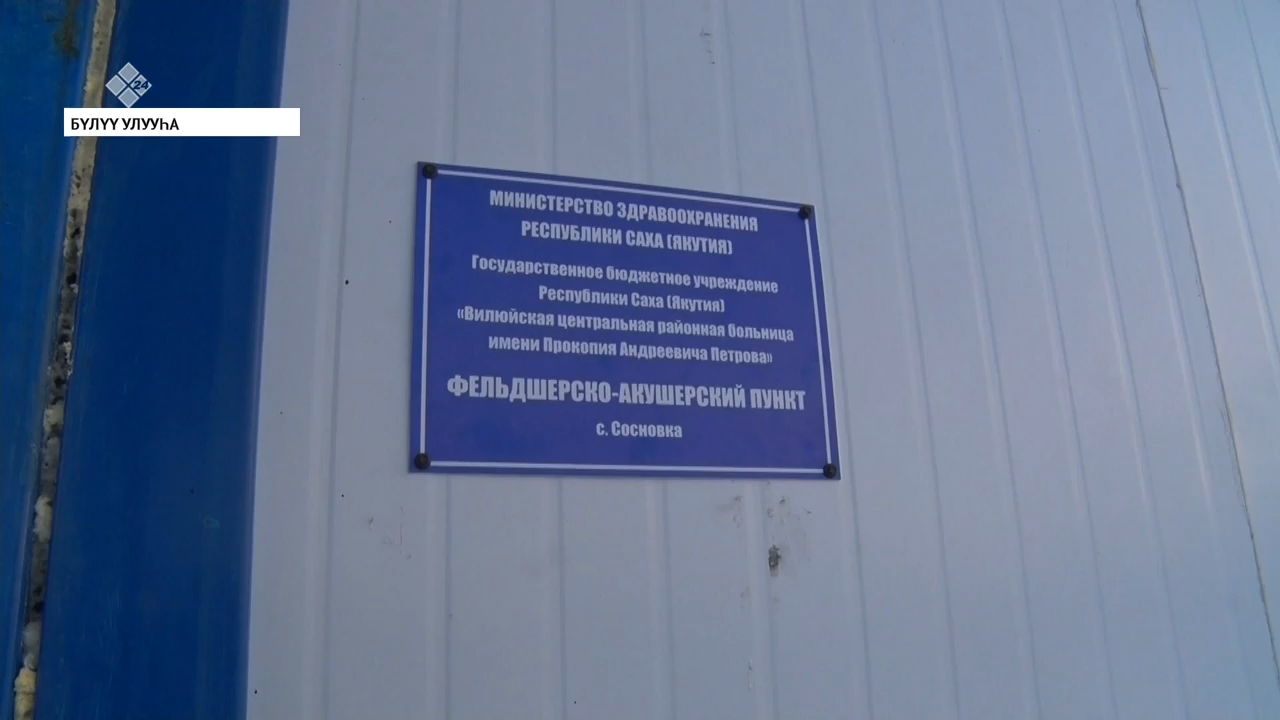 24
БҮЛҮҮ УЛУУҺА
МИНИСТЕРСТВО ЗДРАВООХРАНЕНИЯ
РЕСПУБЛИКИ САХА (ЯКУТИЯ)
Государственное бюджетное учреждение
Республики Саха (Якутия)
«Вилюйская центральная районная больница
имени Прокопия Андреевича Петрова»
ФЕЛЬДШЕРСКО-АКУШЕРСКИЙ ПУНКТ
с. Сосновка